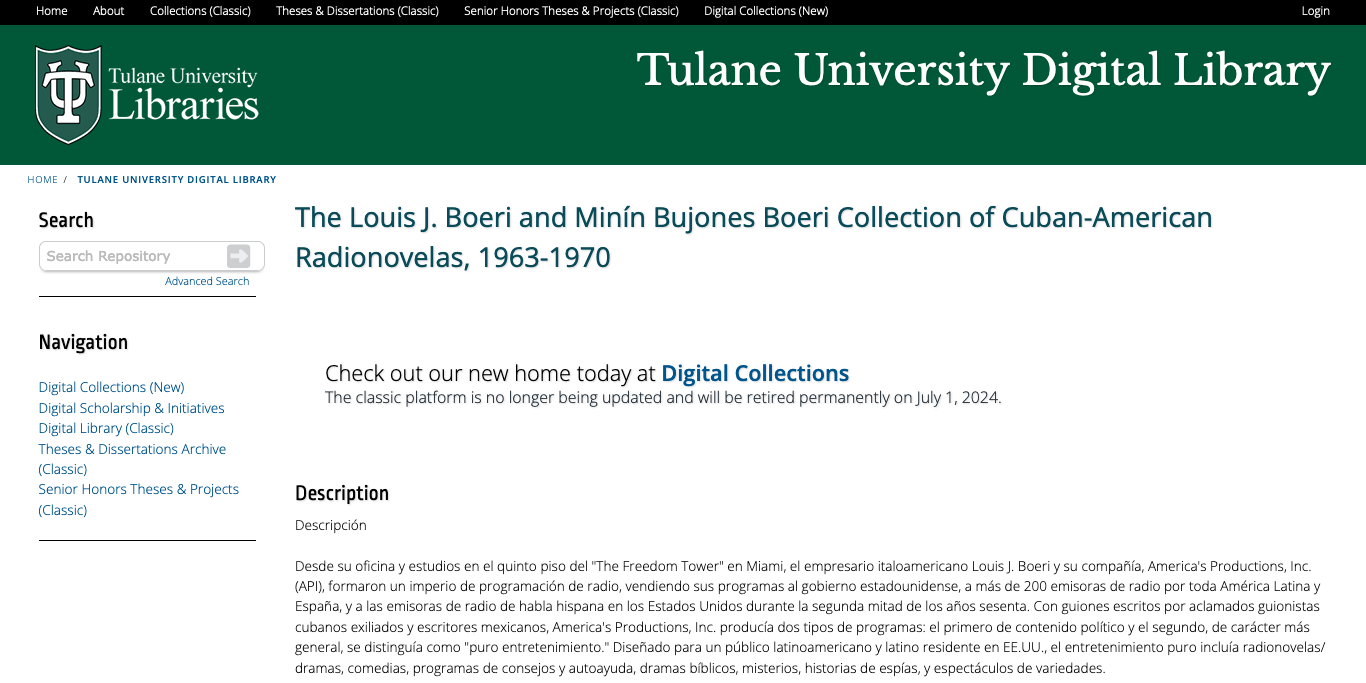 Home About Collections (Classic) Theses & Dissertations (Classic) Senior Honors Theses & Projects (Classic) Digital Collections (New) Login
Tulane University
Libraries
Tulane University Digital Library
HOME / TULANE UNIVERSITY DIGITAL LIBRARY
Search
Search Repository
Advanced Search
Navigation
Digital Collections (New)
Digital Scholarship & Initiatives
Digital Library (Classic)
Theses & Dissertations Archive
(Classic)
Senior Honors Theses & Projects
(Classic)
The Louis J. Boeri and Minín Bujones Boeri Collection of Cuban-American
Radionovelas, 1963-1970
Check out our new home today at Digital Collections
The classic platform is no longer being updated and will be retired permanently on July 1, 2024.
Description
Descripción
Desde su oficina y estudios en el quinto piso del "The Freedom Tower" en Miami, el empresario italoamericano Louis J. Boeri y su compañía, America's Productions, Inc.
(API), formaron un imperio de programación de radio, vendiendo sus programas al gobierno estadounidense, a más de 200 emisoras de radio por toda América Latina y
España, y a las emisoras de radio de habla hispana en los Estados Unidos durante la segunda mitad de los años sesenta. Con guiones escritos por aclamados guionistas
cubanos exiliados y escritores mexicanos, America's Productions, Inc. producía dos tipos de programas: el primero de contenido político y el segundo, de carácter más
general, se distinguía como "puro entretenimiento." Diseñado para un público latinoamericano y latino residente en EE.UU., el entretenimiento puro incluía radionovelas/
dramas, comedias, programas de consejos y autoayuda, dramas bíblicos, misterios, historias de espías, y espectáculos de variedades.